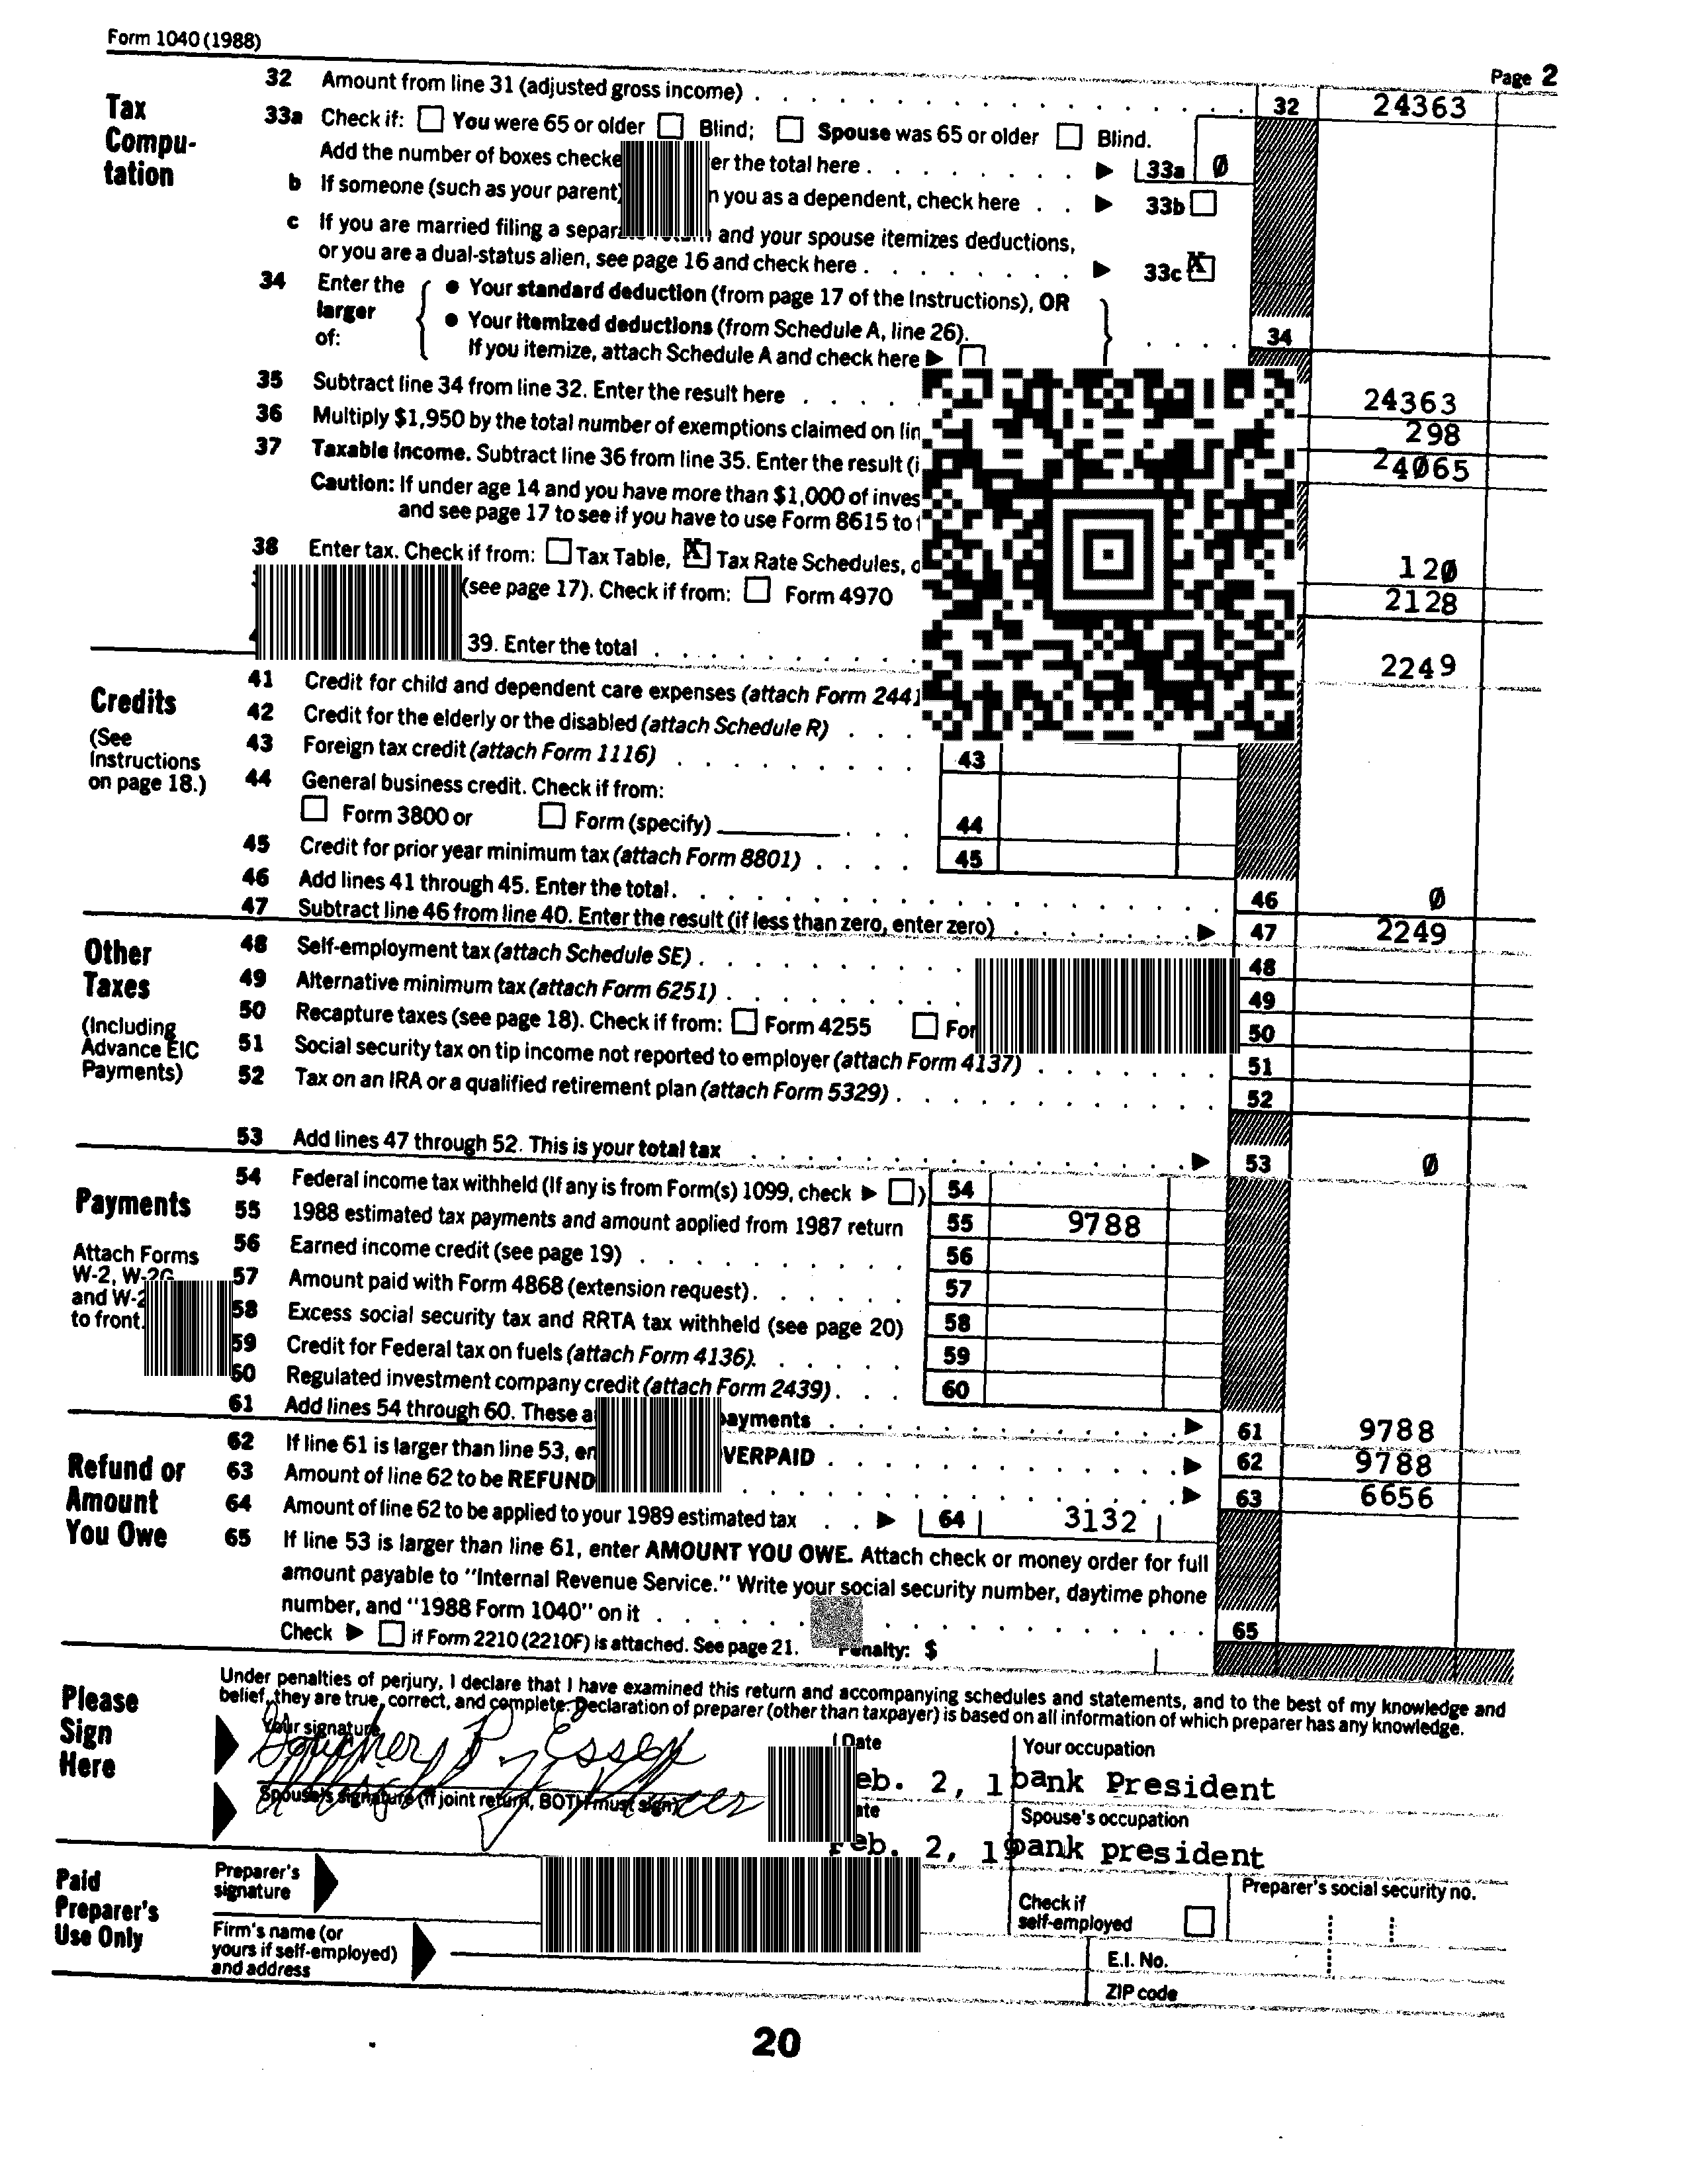 Form 1040 (1988)
Page 2
Tax
Compu-
tation
32 Amount from line 31 (adjusted gross income) 32 24363
33a Check if: You were 65 or older Blind; Spouse was 65 or older Blind.
Add the number of boxes er the total here 33a 0
b If someone (such as your parent) you as a dependent, check here 33b
c If you are married filing a and your spouse itemizes deductions,
or you are a dual-status alien, see page 16 and check here 33c X
34 Enter the larger of:
• Your standard deduction (from page 17 of the Instructions), OR
• Your itemized deductions (from Schedule A, line 26).
If you itemize, attach Schedule A and check here
34
35 Subtract line 34 from line 32. Enter the result here 24363
36 Multiply $1,950 by the total number of exemptions claimed on 298
37 Taxable income. Subtract line 36 from line 35. Enter the result 24065
Caution: If under age 14 and you have more than $1,000 of
and see page 17 to see if you have to use Form 8615 to
38 Enter tax. Check if from: Tax Table, X Tax Rate Schedules, 120
(see page 17). Check if from: Form 4970 2128
39. Enter the total 2249
Credits
(See
Instructions
on page 18.)
41 Credit for child and dependent care expenses (attach Form 2441
42 Credit for the elderly or the disabled (attach Schedule R)
43 Foreign tax credit (attach Form 1116) 43
44 General business credit. Check if from:
Form 3800 or Form (specify) 44
45 Credit for prior year minimum tax (attach Form 8801) 45
46 Add lines 41 through 45. Enter the total. 46 0
47 Subtract line 46 from line 40. Enter the result (if less than zero, enter zero) 47 2249
Other
Taxes
(Including
Advance EIC
Payments)
48 Self-employment tax (attach Schedule SE) 48
49 Alternative minimum tax (attach Form 6251) 49
50 Recapture taxes (see page 18). Check if from: Form 4255 50
51 Social security tax on tip income not reported to employer (attach Form 4137) 51
52 Tax on an IRA or a qualified retirement plan (attach Form 5329) 52
53 Add lines 47 through 52. This is your total tax 53 0
Payments
Attach Forms
W-2, W-2G,
and
to front.
54 Federal income tax withheld (If any is from Form(s) 1099, check ) 54
55 1988 estimated tax payments and amount applied from 1987 return 55 9788
56 Earned income credit (see page 19) 56
57 Amount paid with Form 4868 (extension request) 57
58 Excess social security tax and RRTA tax withheld (see page 20) 58
59 Credit for Federal tax on fuels (attach Form 4136). 59
60 Regulated investment company credit (attach Form 2439) 60
61 Add lines 54 through 60. These payments 61 9788
Refund or
Amount
You Owe
62 If line 61 is larger than line 53, VERPAID 62 9788
63 Amount of line 62 to be REFUND 63 6656
64 Amount of line 62 to be applied to your 1989 estimated tax 64 3132
65 If line 53 is larger than line 61, enter AMOUNT YOU OWE. Attach check or money order for full
amount payable to "Internal Revenue Service." Write your social security number, daytime phone
number, and "1988 Form 1040" on it 65
Check if Form 2210 (2210F) is attached. See page 21. Penalty: $
Please
Sign
Here
Under penalties of perjury, I declare that I have examined this return and accompanying schedules and statements, and to the best of my knowledge and
belief, they are true, correct, and complete. Declaration of preparer (other than taxpayer) is based on all information of which preparer has any knowledge.
Your signature
Date
eb. 2, 1
Your occupation
bank President
Spouse's signature (if joint return, BOTH must sign)
Feb. 2, 19
Spouse's occupation
bank president
Paid
Preparer's
Use Only
Preparer's
signature
Check if
self-employed
Preparer's social security no.
Firm's name (or
yours if self-employed)
and address
E.I. No.
ZIP code
20